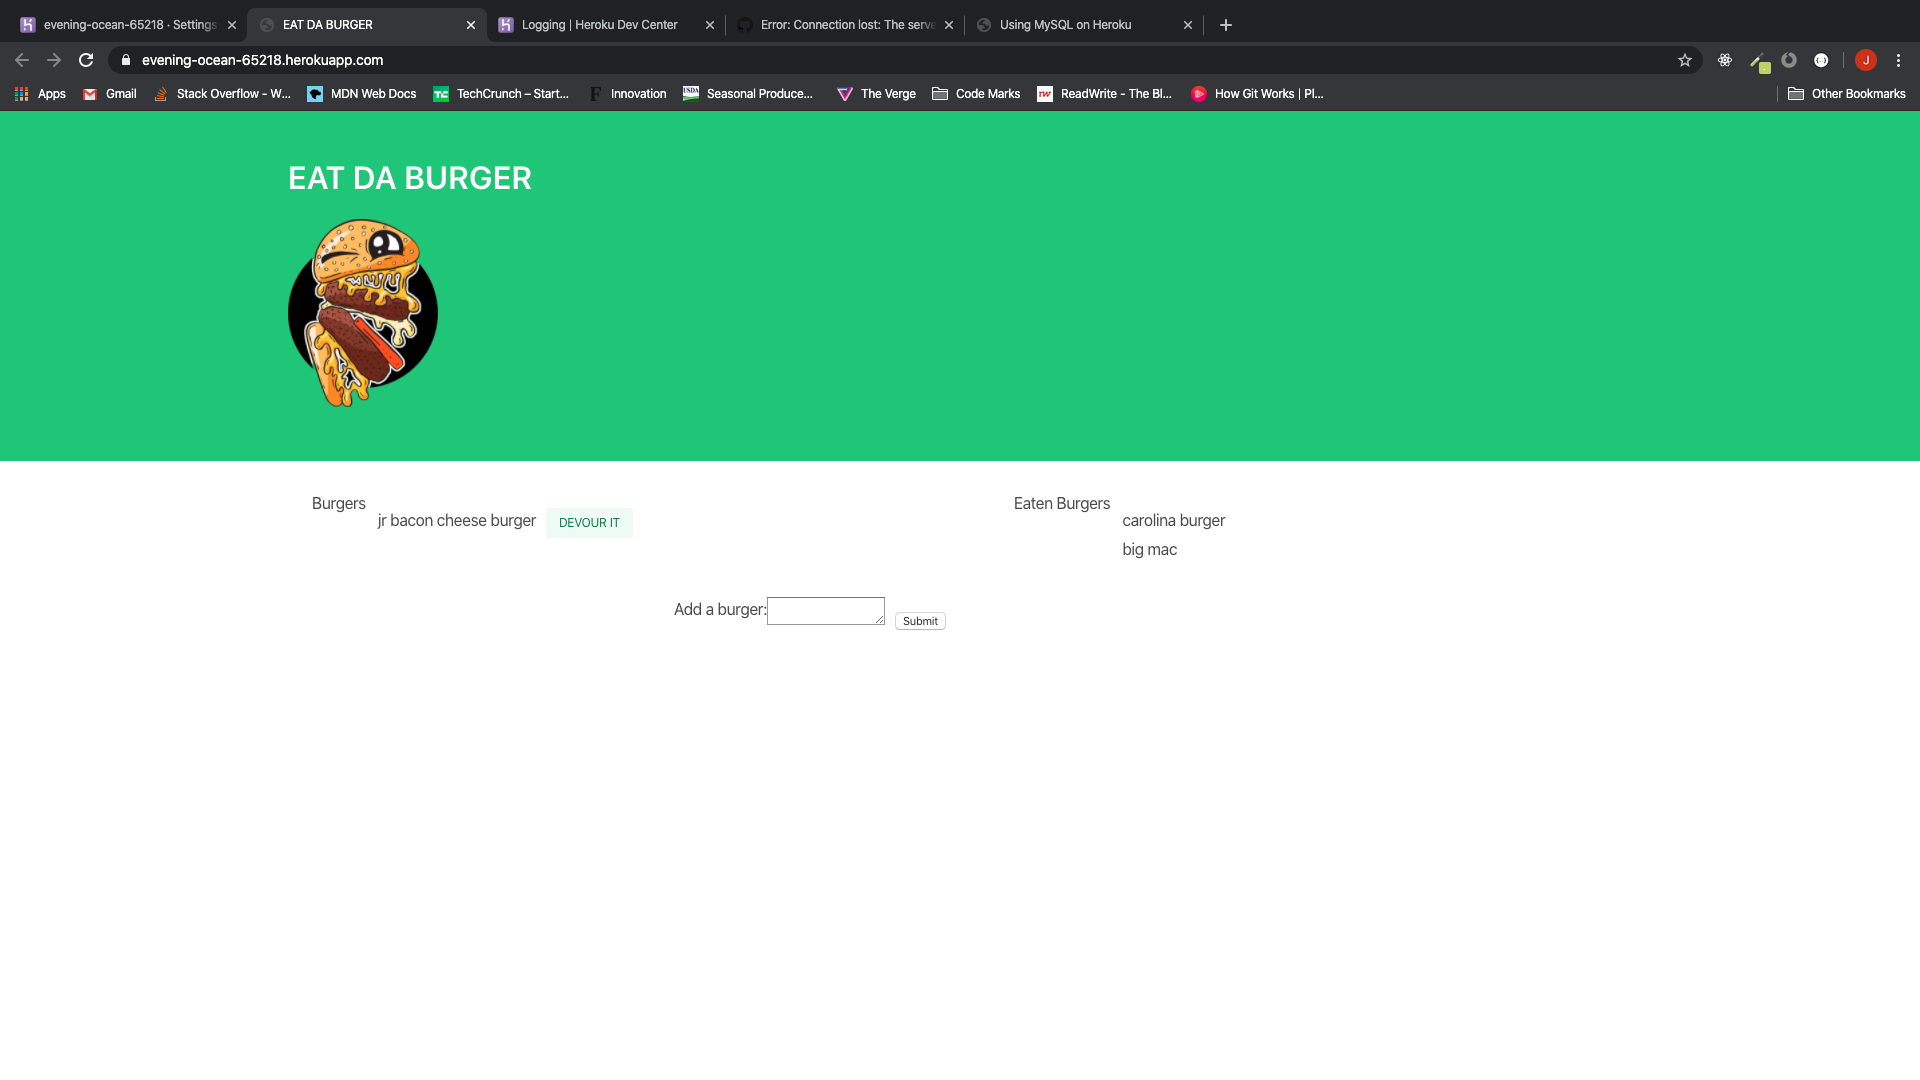 evening-ocean-65218 · Settings
EAT DA BURGER
Logging | Heroku Dev Center
Error: Connection lost: The serve
Using MySQL on Heroku
evening-ocean-65218.herokuapp.com
J
Apps
Gmail
Stack Overflow - W...
MDN Web Docs
TechCrunch – Start...
Innovation
USDA
Seasonal Produce...
The Verge
Code Marks
ReadWrite - The Bl...
How Git Works | Pl...
Other Bookmarks
EAT DA BURGER
Burgers
jr bacon cheese burger
DEVOUR IT
Eaten Burgers
carolina burger
big mac
Add a burger:
Submit